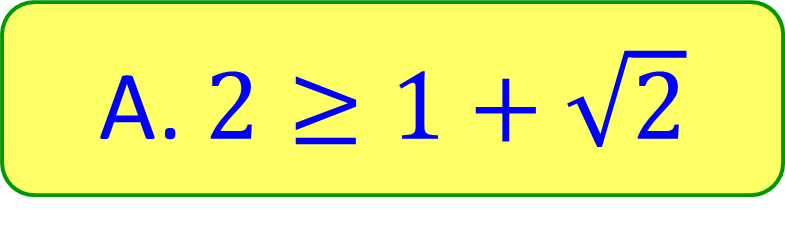 A. 2 ≥ 1 + √2